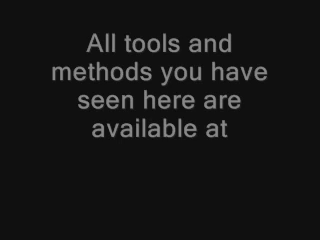 All tools and
methods you have
seen here are
available at